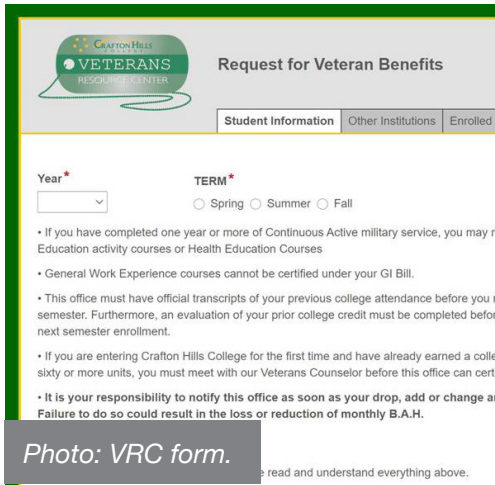 CRAFTON HILLS
COLLEGE
VETERANS
RESOURCE CENTER
Request for Veteran Benefits
Student Information
Other Institutions
Enrolled
Year*
TERM*
Spring
Summer
Fall
• If you have completed one year or more of Continuous Active military service, you may
Education activity courses or Health Education Courses
• General Work Experience courses cannot be certified under your GI Bill.
• This office must have official transcripts of your previous college attendance before you
semester. Furthermore, an evaluation of your prior college credit must be completed
next semester enrollment.
• If you are entering Crafton Hills College for the first time and have already earned a
sixty or more units, you must meet with our Veterans Counselor before this office can
• It is your responsibility to notify this office as soon as your drop, add or change
Failure to do so could result in the loss or reduction of monthly B.A.H.
Photo: VRC form.
read and understand everything above.